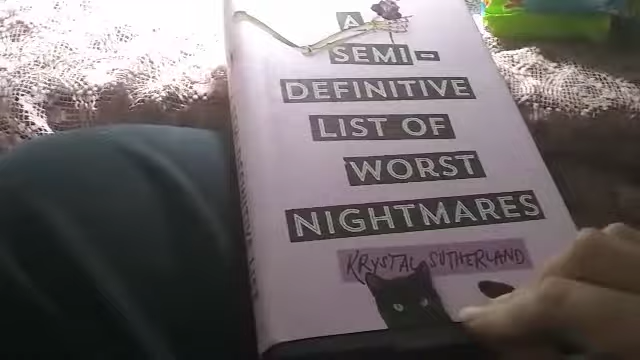 A
SEMI-
DEFINITIVE
LIST OF
WORST
NIGHTMARES
KRYSTAL SUTHERLAND